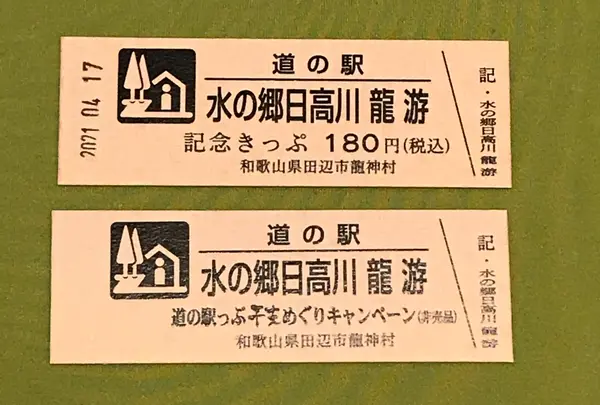 2021.04.17
道の駅
水の郷日高川 龍游
記念きっぷ 180円(税込)
和歌山県田辺市龍神村
記・水の郷日高川 龍游
道の駅
水の郷日高川 龍游
道の駅っぷ干支めぐりキャンペーン(非売品)
和歌山県田辺市龍神村
記・水の郷日高川 龍游